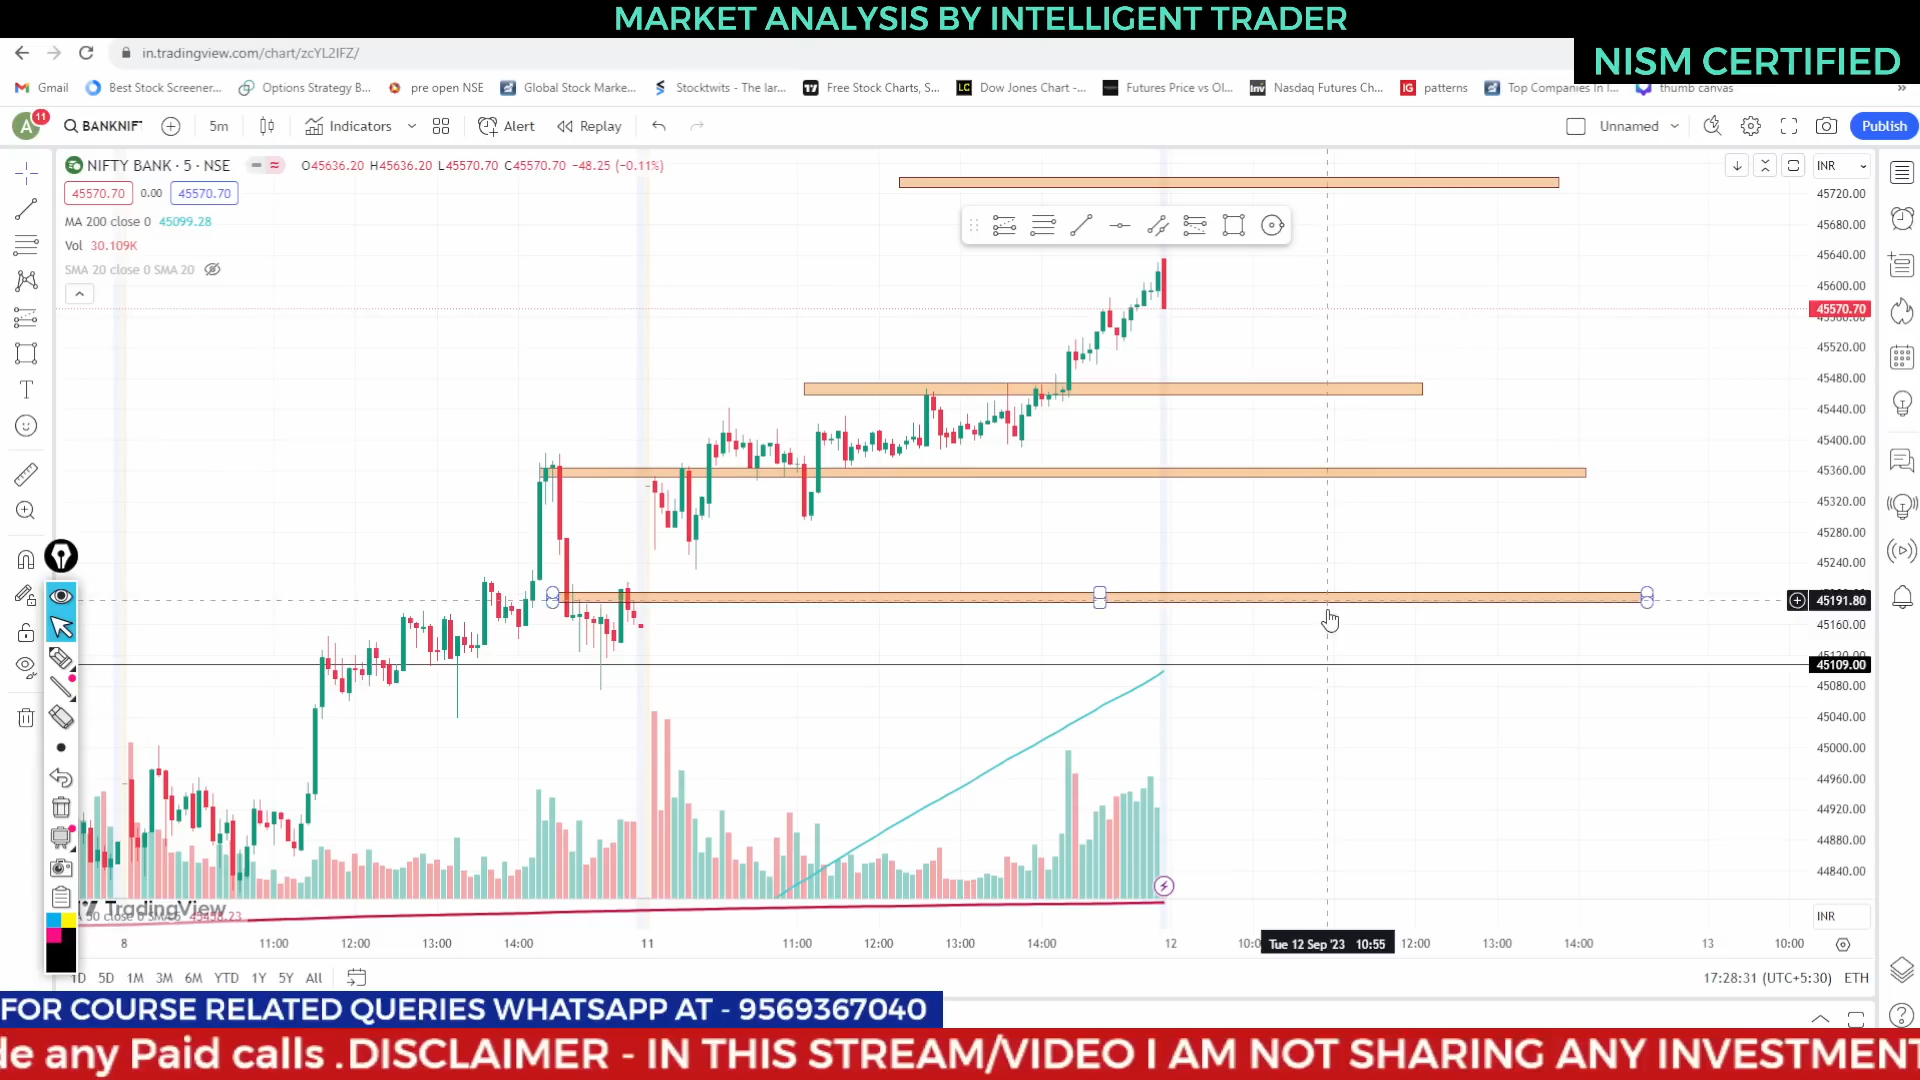 MARKET ANALYSIS BY INTELLIGENT TRADER
NISM CERTIFIED
in.tradingview.com/chart/zcYL2IFZ/
Gmail Best Stock Screener... Options Strategy B... pre open NSE Global Stock Marke... Stocktwits - The lar... Free Stock Charts, S... Dow Jones Chart -... Futures Price vs OI... Nasdaq Futures Ch... patterns Top Companies In I... thumb canvas »
A 11 BANKNIF 5m Indicators Alert Replay Unnamed Publish
NIFTY BANK · 5 · NSE O45636.20 H45636.20 L45570.70 C45570.70 −48.25 (−0.11%)
INR
45570.70 0.00 45570.70
MA 200 close 0 45099.28
Vol 30.109K
SMA 20 close 0 SMA 20
45720.00
45680.00
45640.00
45600.00
45570.70
45520.00
45480.00
45440.00
45400.00
45360.00
45320.00
45280.00
45240.00
45191.80
45160.00
45109.00
45080.00
45040.00
45000.00
44960.00
44920.00
44880.00
44840.00
TradingView
50 close 0
INR
8 11:00 12:00 13:00 14:00 11 11:00 12:00 13:00 14:00 12 10:0 Tue 12 Sep '23 10:55 12:00 13:00 14:00 13 10:00
1D 5D 1M 3M 6M YTD 1Y 5Y All
17:28:31 (UTC+5:30) ETH
FOR COURSE RELATED QUERIES WHATSAPP AT - 9569367040
de any Paid calls .DISCLAIMER - IN THIS STREAM/VIDEO I AM NOT SHARING ANY INVESTMENT